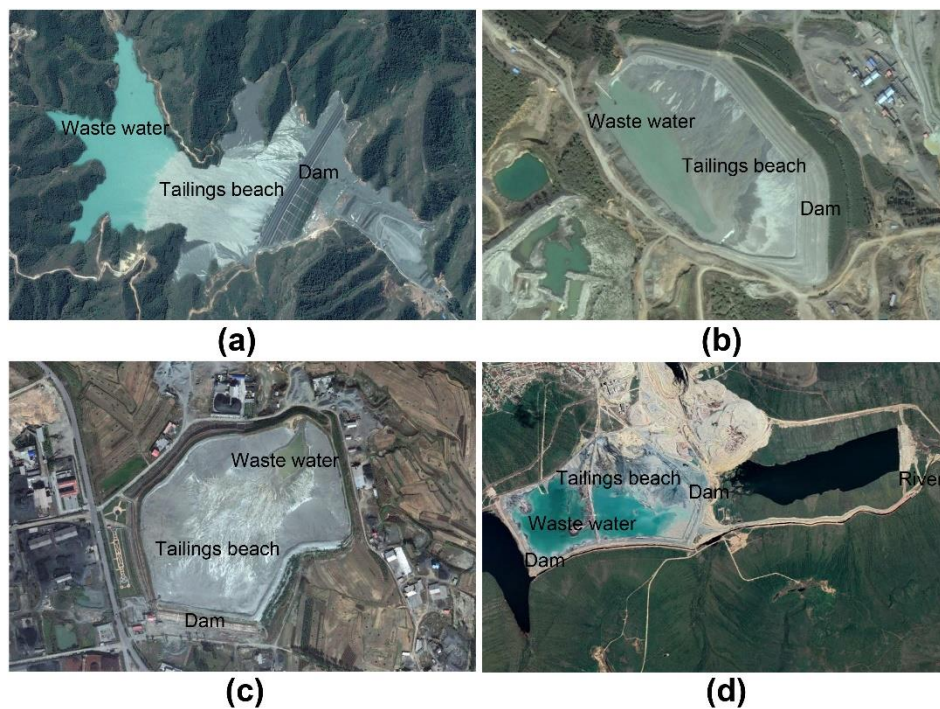 Waste water
Tailings beach
Dam
(a)
Waste water
Tailings beach
Dam
(b)
Waste water
Tailings beach
Dam
(c)
Tailings beach
Dam
River
Waste water
Dam
(d)